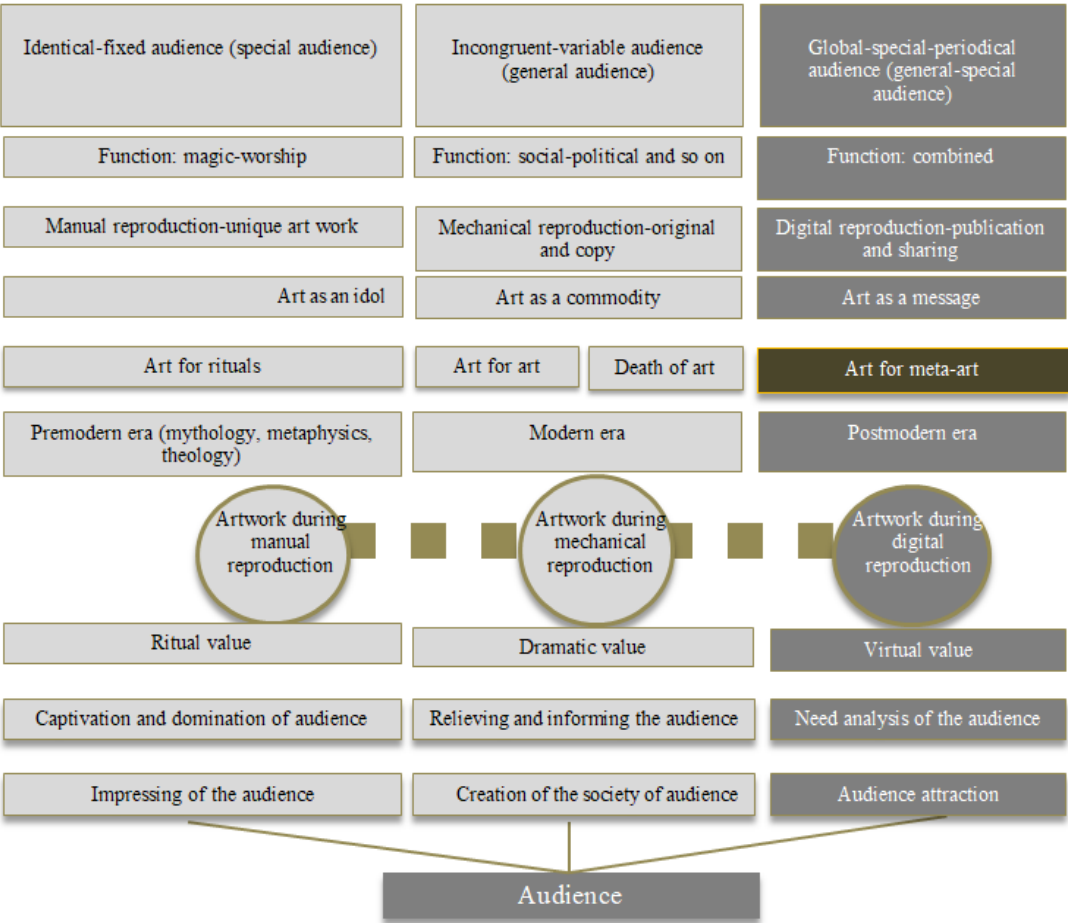 Identical-fixed audience (special audience)
Incongruent-variable audience
(general audience)
Global-special-periodical
audience (general-special
audience)
Function: magic-worship
Function: social-political and so on
Function: combined
Manual reproduction-unique art work
Mechanical reproduction-original
and copy
Digital reproduction-publication
and sharing
Art as an idol
Art as a commodity
Art as a message
Art for rituals
Art for art
Death of art
Art for meta-art
Premodern era (mythology, metaphysics,
theology)
Modern era
Postmodern era
Artwork during
manual
reproduction
Artwork during
mechanical
reproduction
Artwork during
digital
reproduction
Ritual value
Dramatic value
Virtual value
Captivation and domination of audience
Relieving and informing the audience
Need analysis of the audience
Impressing of the audience
Creation of the society of audience
Audience attraction
Audience